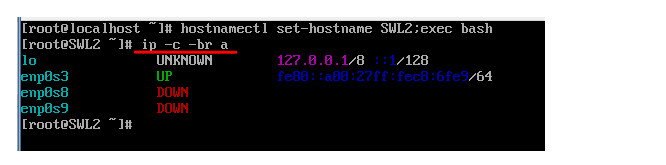 [root@localhost ~]# hostnamectl set-hostname SWL2;exec bash
[root@SWL2 ~]# ip -c -br a
lo UNKNOWN 127.0.0.1/8 ::1/128
enp0s3 UP fe80::a00:27ff:fec8:6fe9/64
enp0s8 DOWN
enp0s9 DOWN
[root@SWL2 ~]#